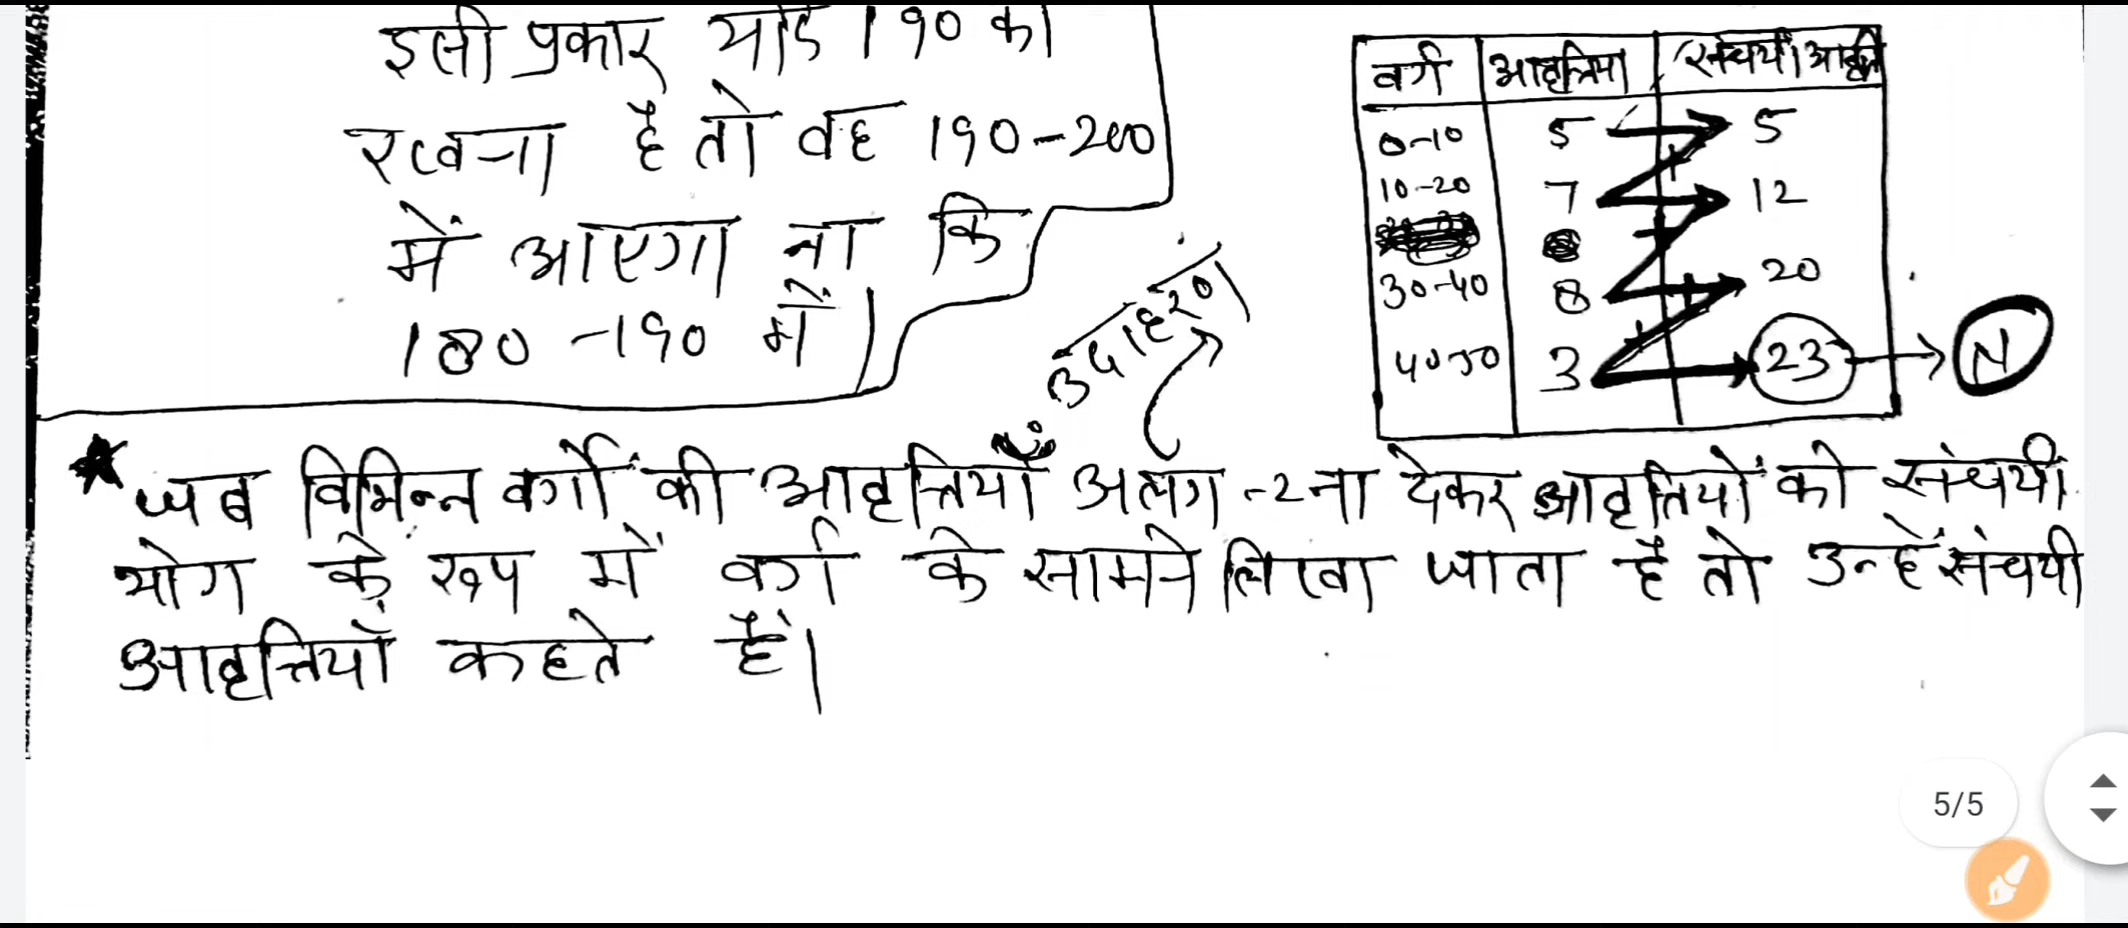 इसी प्रकार यदि 190 को
रखना है तो वह 190-200
में आएगा ना कि
180-190 में।
वर्ग आवृत्तियां संचयी आवृत्ति
0-10 5 5
10-20 7 12
30-40 8 20
40-50 3 23 → N
उदाहरण
* जब विभिन्न वर्गों की आवृत्तियाँ अलग-2 ना देकर आवृत्तियों को संचयी
योग के रूप में वर्ग के सामने लिखा जाता है तो उन्हें संचयी
आवृत्तियाँ कहते हैं।
5/5